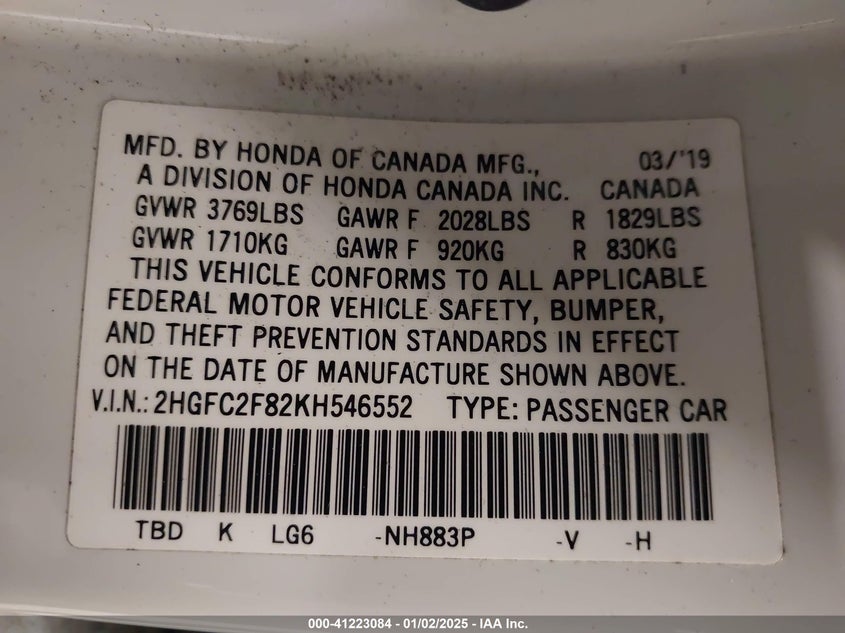 MFD. BY HONDA OF CANADA MFG., 03/'19
A DIVISION OF HONDA CANADA INC. CANADA
GVWR 3769LBS GAWR F 2028LBS R 1829LBS
GVWR 1710KG GAWR F 920KG R 830KG
THIS VEHICLE CONFORMS TO ALL APPLICABLE
FEDERAL MOTOR VEHICLE SAFETY, BUMPER,
AND THEFT PREVENTION STANDARDS IN EFFECT
ON THE DATE OF MANUFACTURE SHOWN ABOVE.
V.I.N.: 2HGFC2F82KH546552 TYPE: PASSENGER CAR
TBD K LG6 -NH883P -V -H
000-41223084 — 01/02/2025 — IAA Inc.